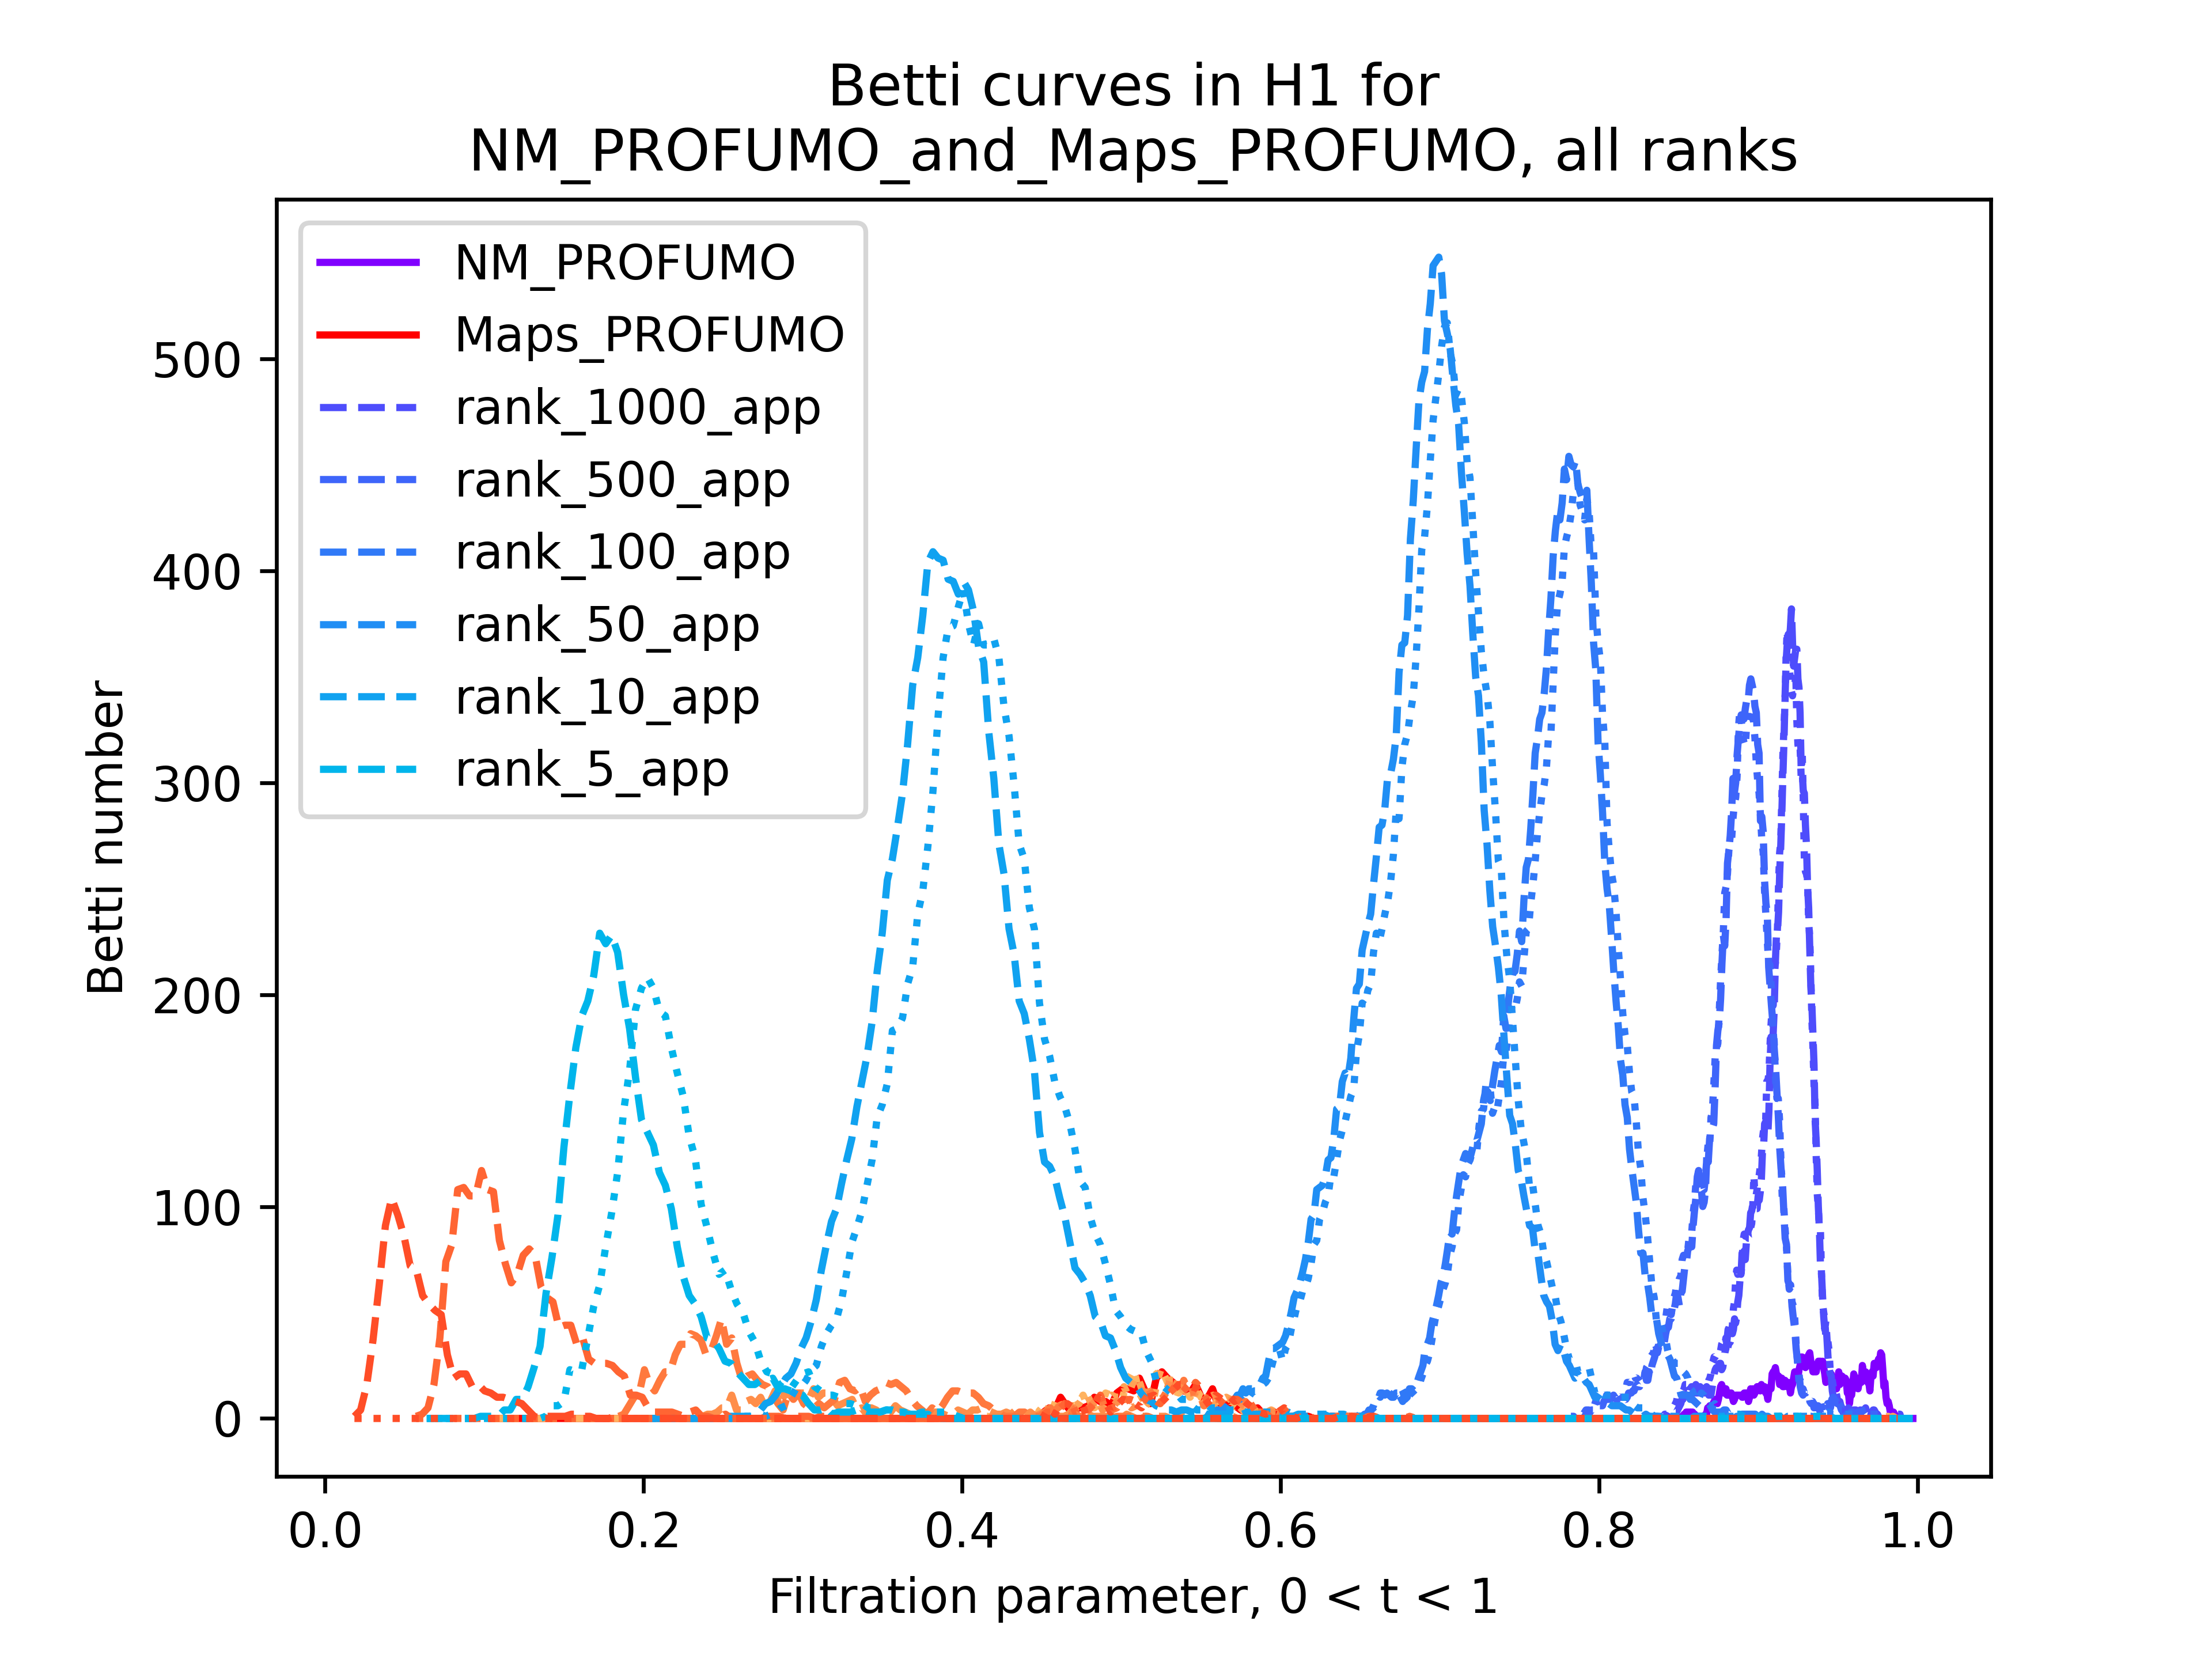 Betti curves in H1 for
NM_PROFUMO_and_Maps_PROFUMO, all ranks
NM_PROFUMO
Maps_PROFUMO
rank_1000_app
rank_500_app
rank_100_app
rank_50_app
rank_10_app
rank_5_app
Betti number
500
400
300
200
100
0
0.0 0.2 0.4 0.6 0.8 1.0
Filtration parameter, 0 < t < 1